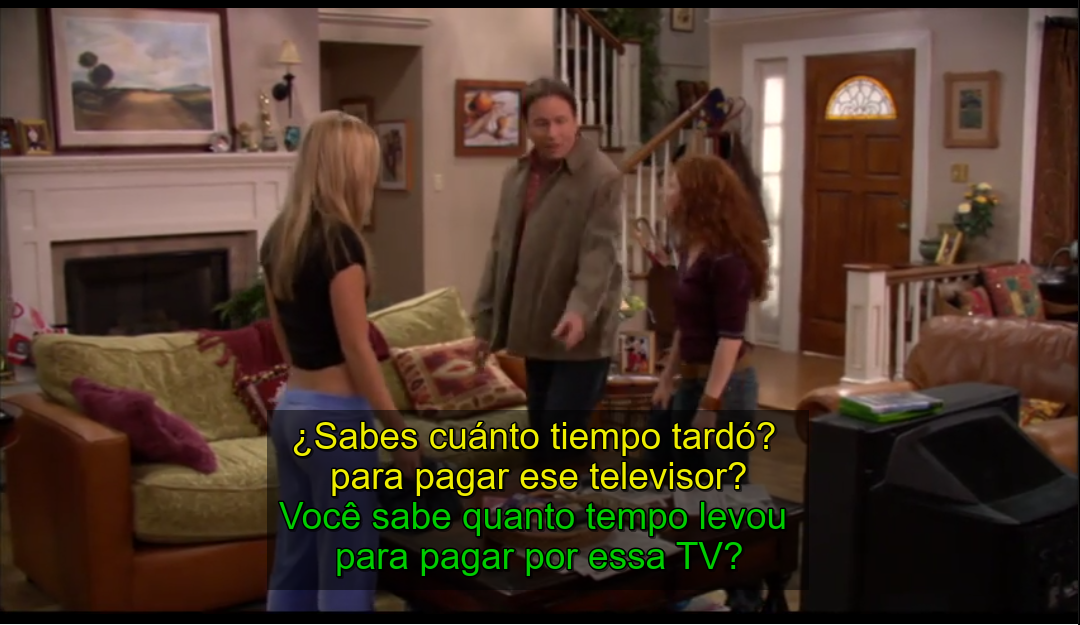 ¿Sabes cuánto tiempo tardó?
para pagar ese televisor?
Você sabe quanto tempo levou
para pagar por essa TV?